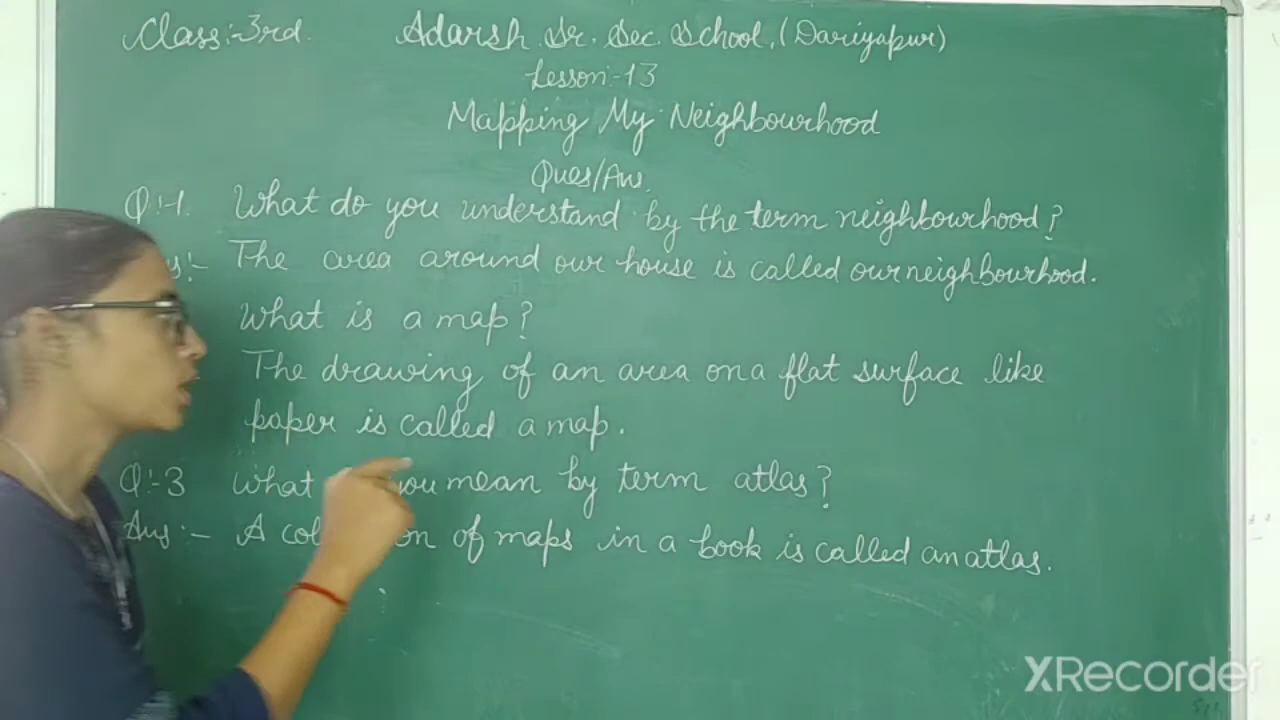 Class:-3rd. Adarsh Sr. Sec. School, (Dariyapur)
Lesson:-13
Mapping My Neighbourhood
Ques/Ans.
Q:-1. What do you understand by the term neighbourhood?
The area around our house is called our neighbourhood.
What is a map?
The drawing of an area on a flat surface like
paper is called a map.
Q:-3 What you mean by term atlas?
Ans:- A of maps in a book is called an atlas.
XRecorder